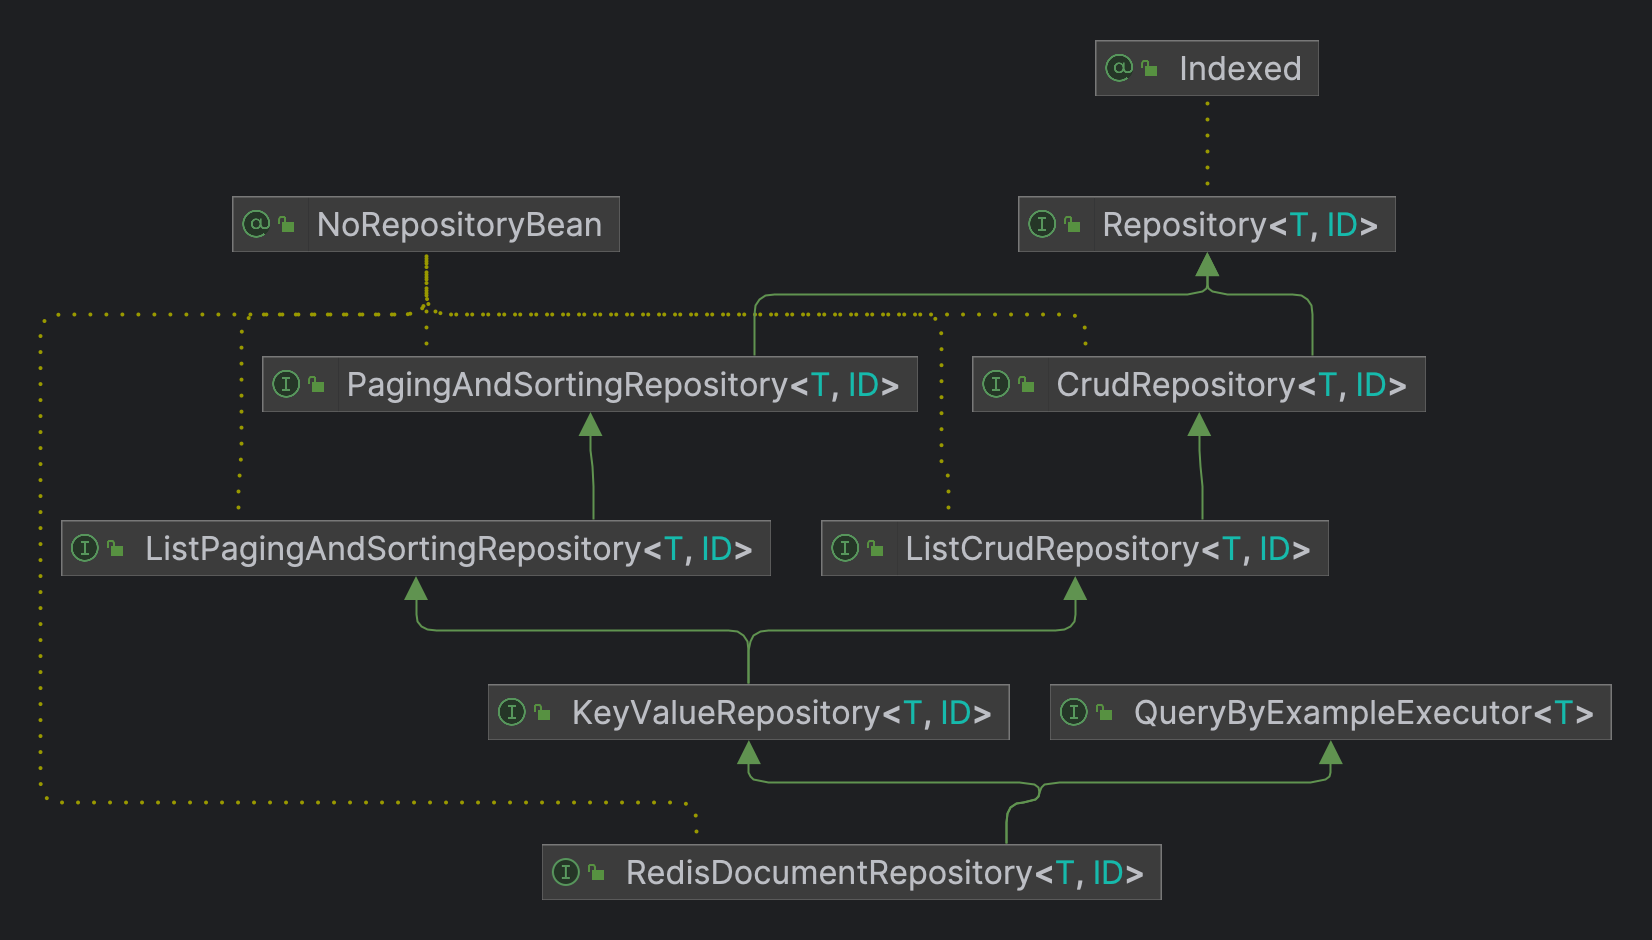 Indexed
NoRepositoryBean
Repository<T, ID>
PagingAndSortingRepository<T, ID>
CrudRepository<T, ID>
ListPagingAndSortingRepository<T, ID>
ListCrudRepository<T, ID>
KeyValueRepository<T, ID>
QueryByExampleExecutor<T>
RedisDocumentRepository<T, ID>